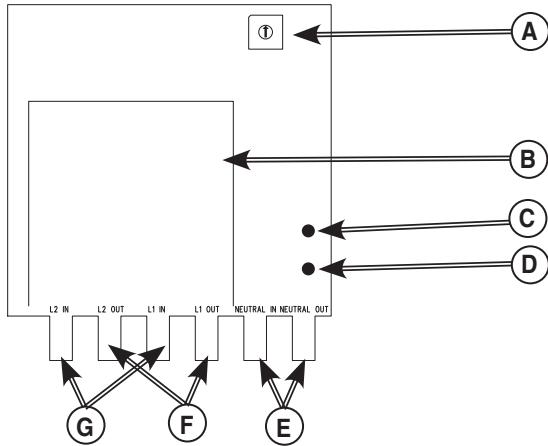 A
B
C
D
L2 IN L2 OUT L1 IN L1 OUT NEUTRAL IN NEUTRAL OUT
G F E